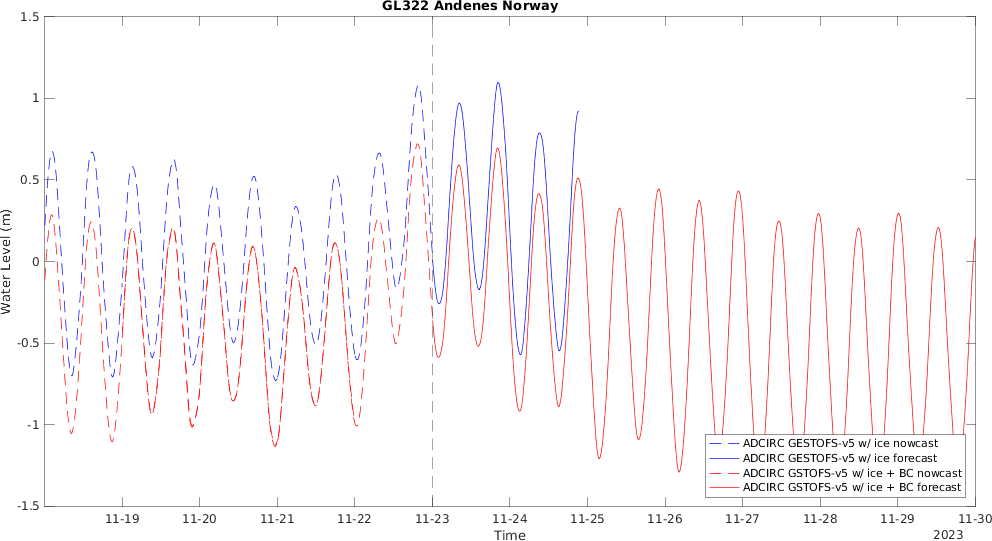 GL322 Andenes Norway
1.5
1
0.5
0
-0.5
-1
-1.5
Water Level (m)
ADCIRC GESTOFS-v5 w/ ice nowcast
ADCIRC GESTOFS-v5 w/ ice forecast
ADCIRC GSTOFS-v5 w/ ice + BC nowcast
ADCIRC GSTOFS-v5 w/ ice + BC forecast
11-19 11-20 11-21 11-22 11-23 11-24 11-25 11-26 11-27 11-28 11-29 11-30
Time
2023